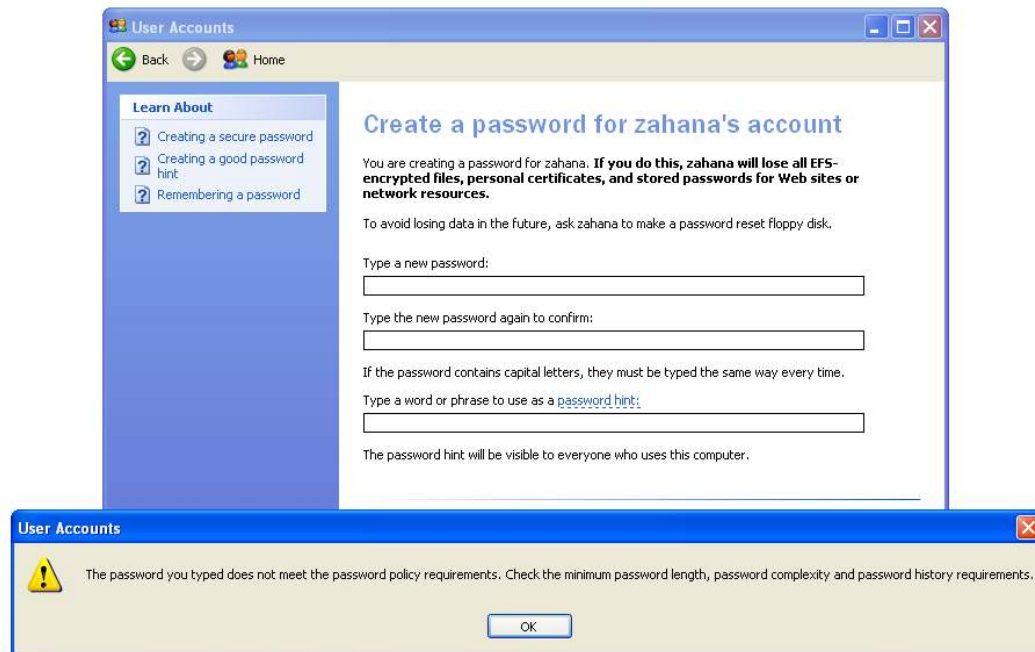 User Accounts
Back
Home
Learn About
Creating a secure password
Creating a good password
hint
Remembering a password
Create a password for zahana's account
You are creating a password for zahana. If you do this, zahana will lose all EFS-
encrypted files, personal certificates, and stored passwords for Web sites or
network resources.
To avoid losing data in the future, ask zahana to make a password reset floppy disk.
Type a new password:
Type the new password again to confirm:
If the password contains capital letters, they must be typed the same way every time.
Type a word or phrase to use as a password hint:
The password hint will be visible to everyone who uses this computer.
User Accounts
The password you typed does not meet the password policy requirements. Check the minimum password length, password complexity and password history requirements.
OK